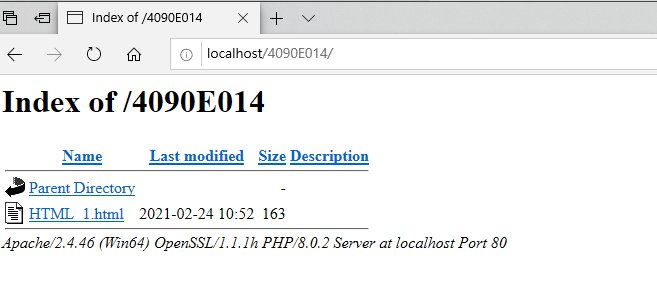 Index of /4090E014
localhost/4090E014/
Index of /4090E014
Name Last modified Size Description
Parent Directory -
HTML_1.html 2021-02-24 10:52 163
Apache/2.4.46 (Win64) OpenSSL/1.1.1h PHP/8.0.2 Server at localhost Port 80